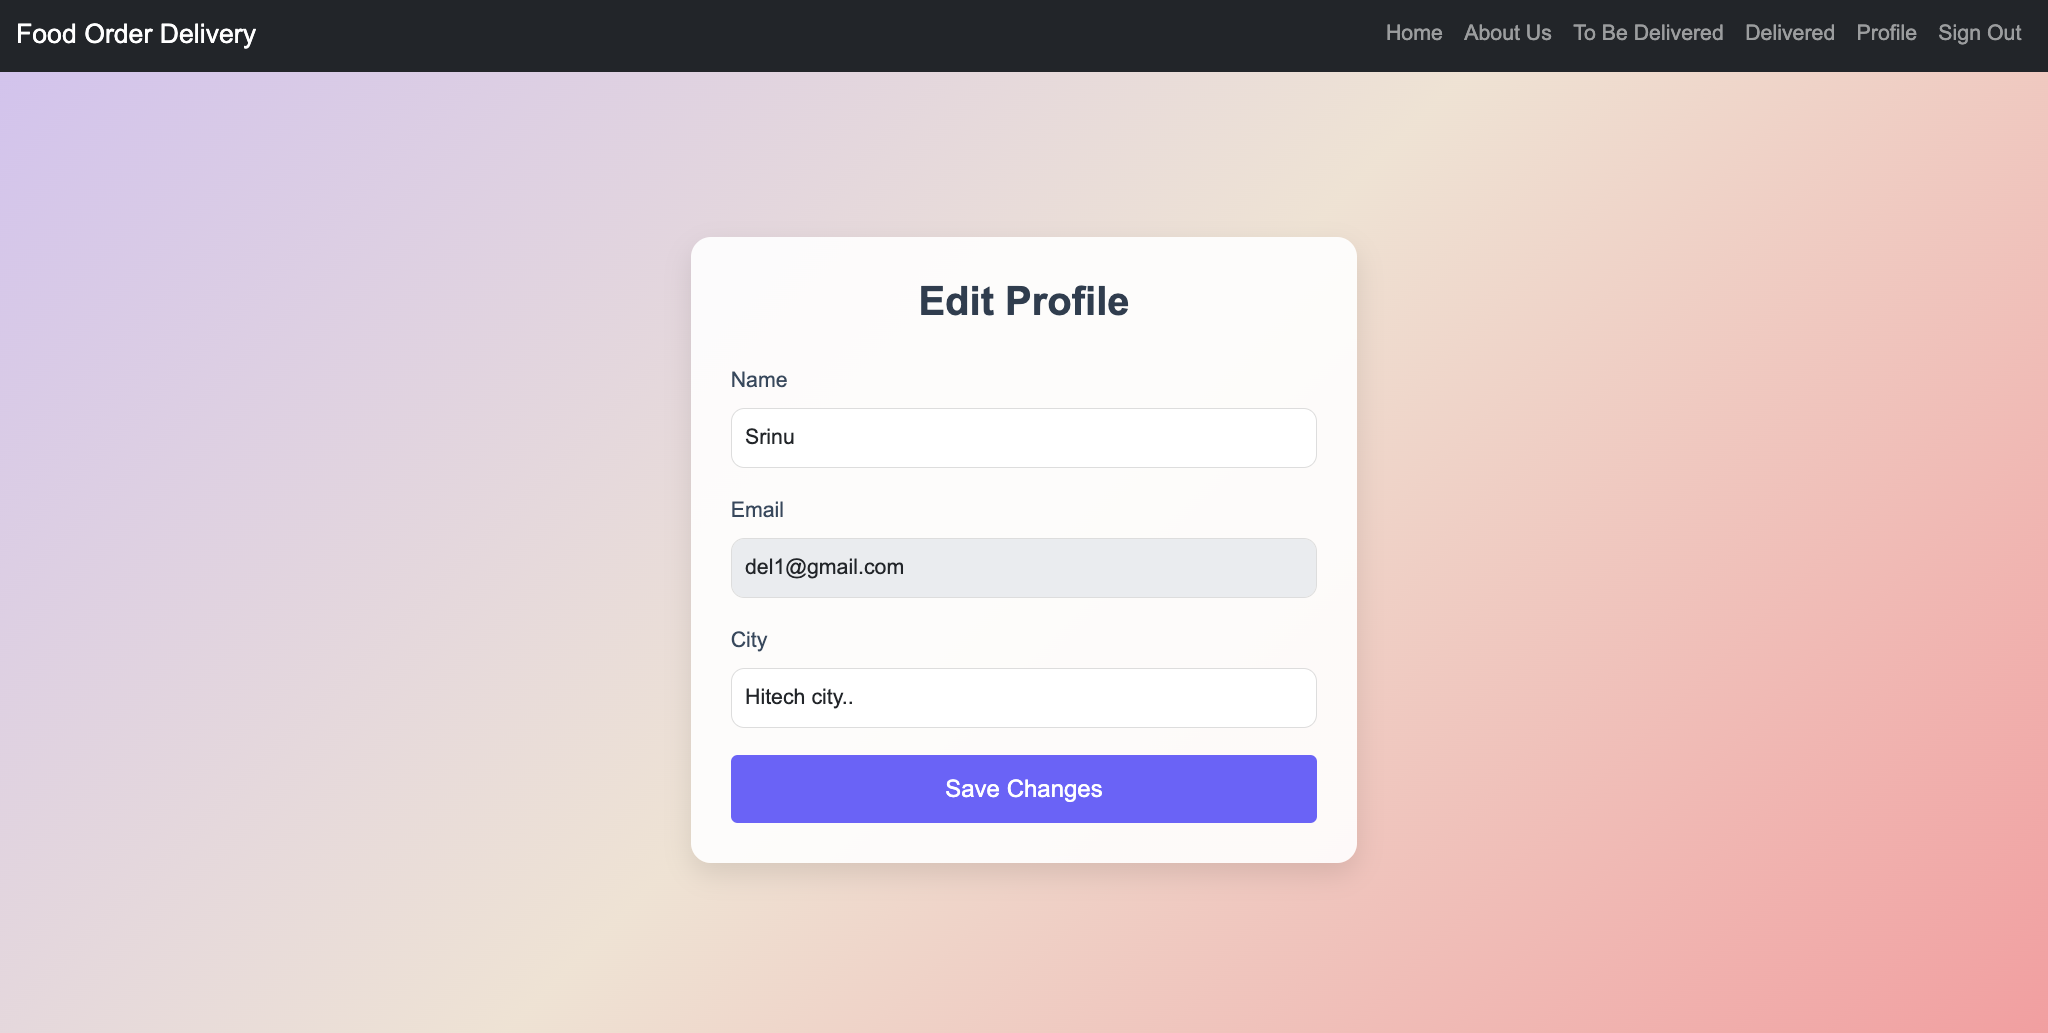 Food Order Delivery
Home About Us To Be Delivered Delivered Profile Sign Out
Edit Profile
Name
Srinu
Email
del1@gmail.com
City
Hitech city..
Save Changes